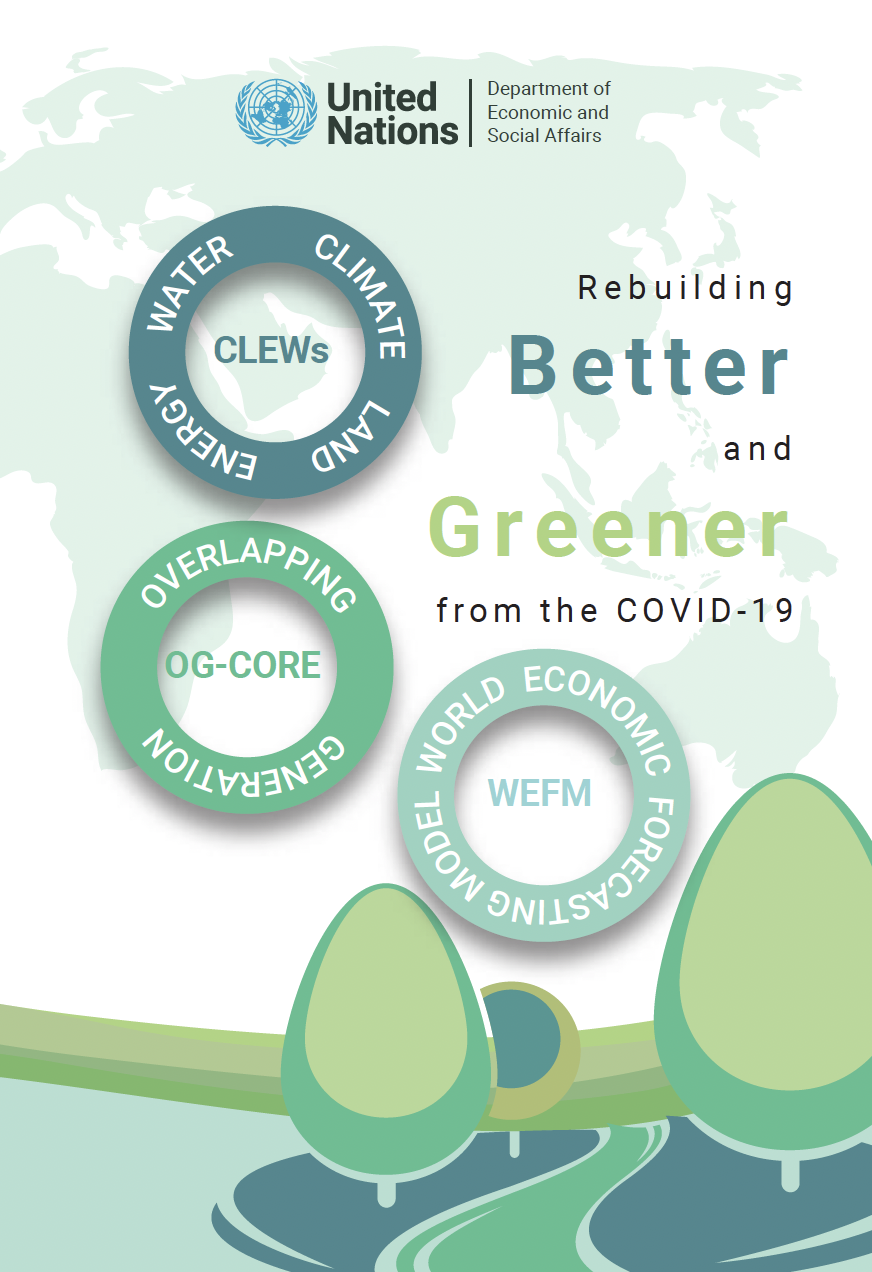 United
Nations
Department of
Economic and
Social Affairs
WATER CLIMATE LAND ENERGY
CLEWs
Rebuilding
Better
and
Greener
from the COVID-19
OVERLAPPING GENERATION
OG-CORE
WORLD ECONOMIC FORECASTING MODEL
WEFM